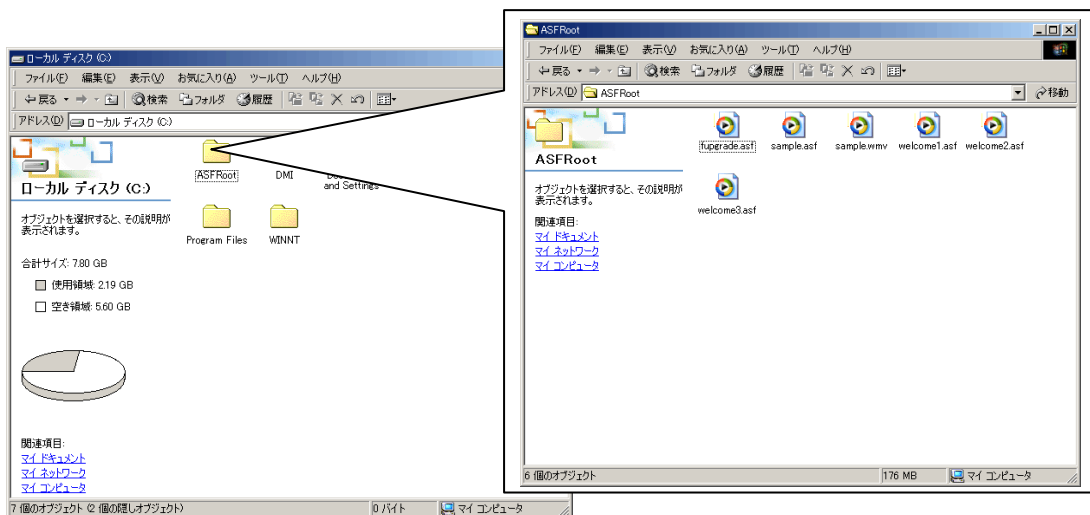 ローカル ディスク (C:)
ファイル(F) 編集(E) 表示(V) お気に入り(A) ツール(T) ヘルプ(H)
戻る 検索 フォルダ 履歴
アドレス(D) ローカル ディスク (C:)
ローカル ディスク (C:)
オブジェクトを選択すると、その説明が
表示されます。
合計サイズ: 7.80 GB
使用領域: 2.19 GB
空き領域: 5.60 GB
関連項目:
マイ ドキュメント
マイ ネットワーク
マイ コンピュータ
ASFRoot DMI
and Settings
Program Files WINNT
7 個のオブジェクト (2 個の隠しオブジェクト) 0 バイト マイ コンピュータ
ASFRoot
ファイル(F) 編集(E) 表示(V) お気に入り(A) ツール(T) ヘルプ(H)
戻る 検索 フォルダ 履歴
アドレス(D) ASFRoot 移動
ASFRoot
オブジェクトを選択すると、その説明が
表示されます。
関連項目:
マイ ドキュメント
マイ ネットワーク
マイ コンピュータ
fupgrade.asf sample.asf sample.wmv welcome1.asf welcome2.asf
welcome3.asf
6 個のオブジェクト 176 MB マイ コンピュータ